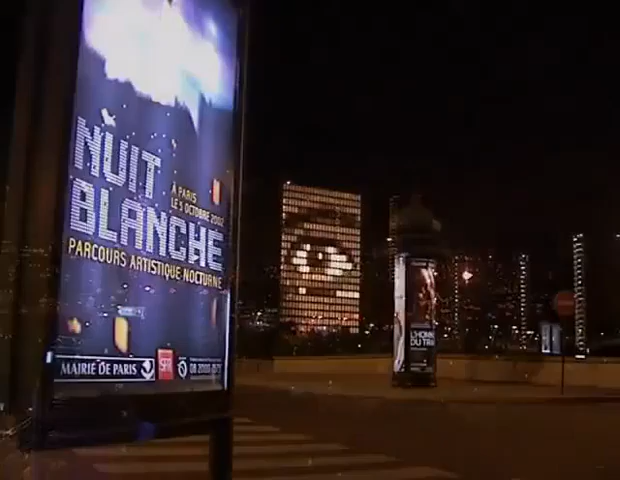 NUIT
BLANCHE
À PARIS
LE 5 OCTOBRE 2002
PARCOURS ARTISTIQUE NOCTURNE
MAIRIE DE PARIS
L'HOMME
DU TRAIN